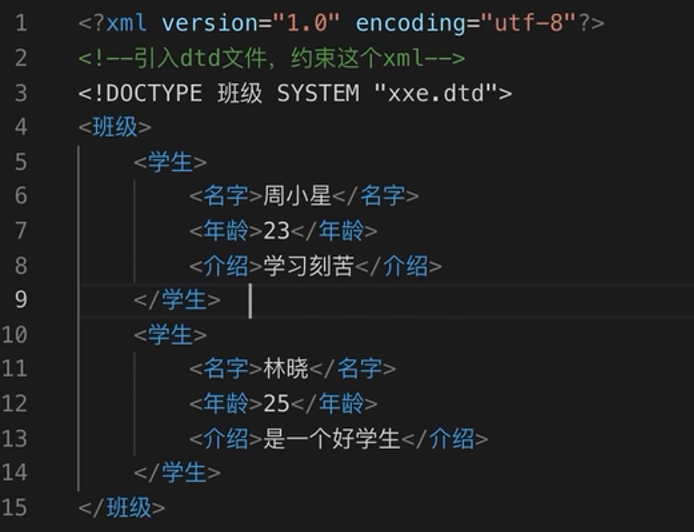 1 <?xml version="1.0" encoding="utf-8"?>
2 <!--引入dtd文件，约束这个xml-->
3 <!DOCTYPE 班级 SYSTEM "xxe.dtd">
4 <班级>
5 <学生>
6 <名字>周小星</名字>
7 <年龄>23</年龄>
8 <介绍>学习刻苦</介绍>
9 </学生>
10 <学生>
11 <名字>林晓</名字>
12 <年龄>25</年龄>
13 <介绍>是一个好学生</介绍>
14 </学生>
15 </班级>